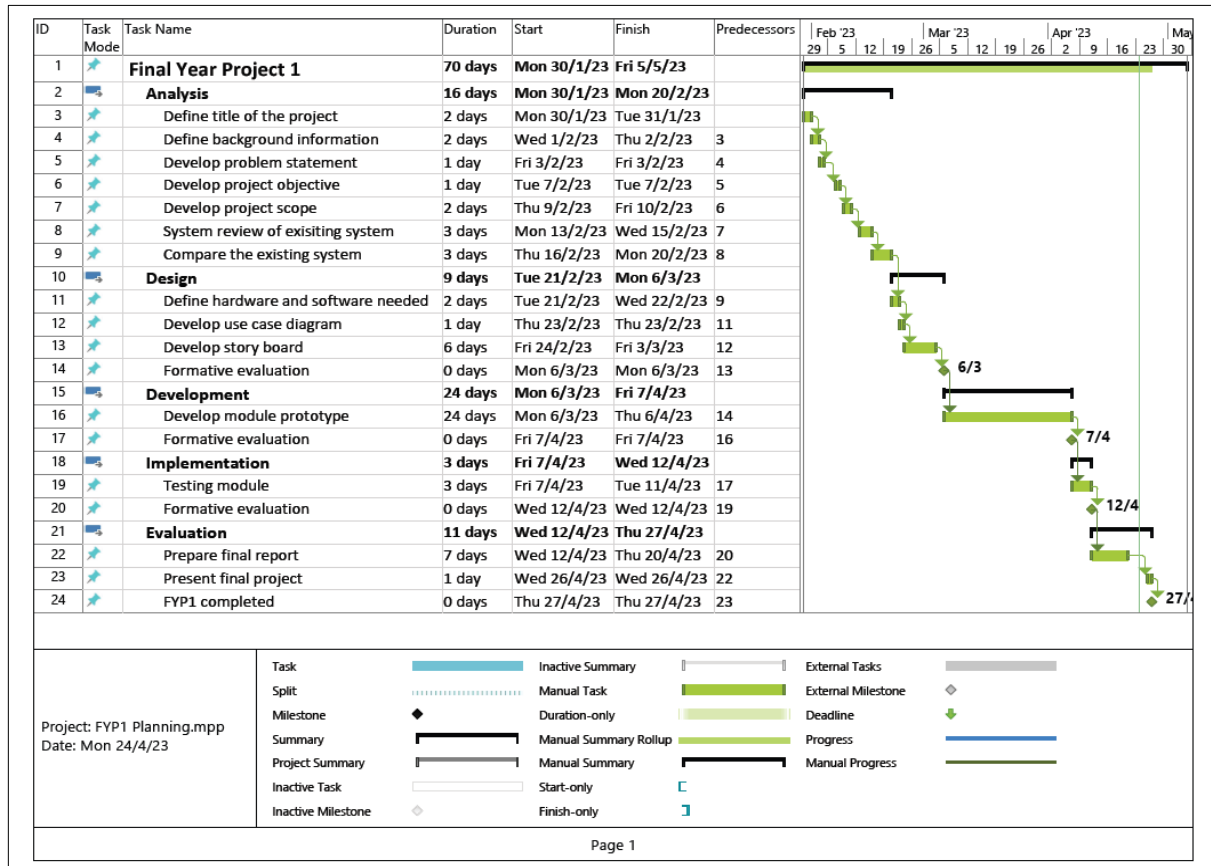 ID Task Mode Task Name Duration Start Finish Predecessors Feb '23 Mar '23 Apr '23 May
29 5 12 19 26 5 12 19 26 2 9 16 23 30
1 Final Year Project 1 70 days Mon 30/1/23 Fri 5/5/23
2 Analysis 16 days Mon 30/1/23 Mon 20/2/23
3 Define title of the project 2 days Mon 30/1/23 Tue 31/1/23
4 Define background information 2 days Wed 1/2/23 Thu 2/2/23 3
5 Develop problem statement 1 day Fri 3/2/23 Fri 3/2/23 4
6 Develop project objective 1 day Tue 7/2/23 Tue 7/2/23 5
7 Develop project scope 2 days Thu 9/2/23 Fri 10/2/23 6
8 System review of exisiting system 3 days Mon 13/2/23 Wed 15/2/23 7
9 Compare the existing system 3 days Thu 16/2/23 Mon 20/2/23 8
10 Design 9 days Tue 21/2/23 Mon 6/3/23
11 Define hardware and software needed 2 days Tue 21/2/23 Wed 22/2/23 9
12 Develop use case diagram 1 day Thu 23/2/23 Thu 23/2/23 11
13 Develop story board 6 days Fri 24/2/23 Fri 3/3/23 12
14 Formative evaluation 0 days Mon 6/3/23 Mon 6/3/23 13 6/3
15 Development 24 days Mon 6/3/23 Fri 7/4/23
16 Develop module prototype 24 days Mon 6/3/23 Thu 6/4/23 14
17 Formative evaluation 0 days Fri 7/4/23 Fri 7/4/23 16 7/4
18 Implementation 3 days Fri 7/4/23 Wed 12/4/23
19 Testing module 3 days Fri 7/4/23 Tue 11/4/23 17
20 Formative evaluation 0 days Wed 12/4/23 Wed 12/4/23 19 12/4
21 Evaluation 11 days Wed 12/4/23 Thu 27/4/23
22 Prepare final report 7 days Wed 12/4/23 Thu 20/4/23 20
23 Present final project 1 day Wed 26/4/23 Wed 26/4/23 22
24 FYP1 completed 0 days Thu 27/4/23 Thu 27/4/23 23 27/4
Project: FYP1 Planning.mpp
Date: Mon 24/4/23
Task
Split
Milestone
Summary
Project Summary
Inactive Task
Inactive Milestone
Inactive Summary
Manual Task
Duration-only
Manual Summary Rollup
Manual Summary
Start-only
Finish-only
External Tasks
External Milestone
Deadline
Progress
Manual Progress
Page 1